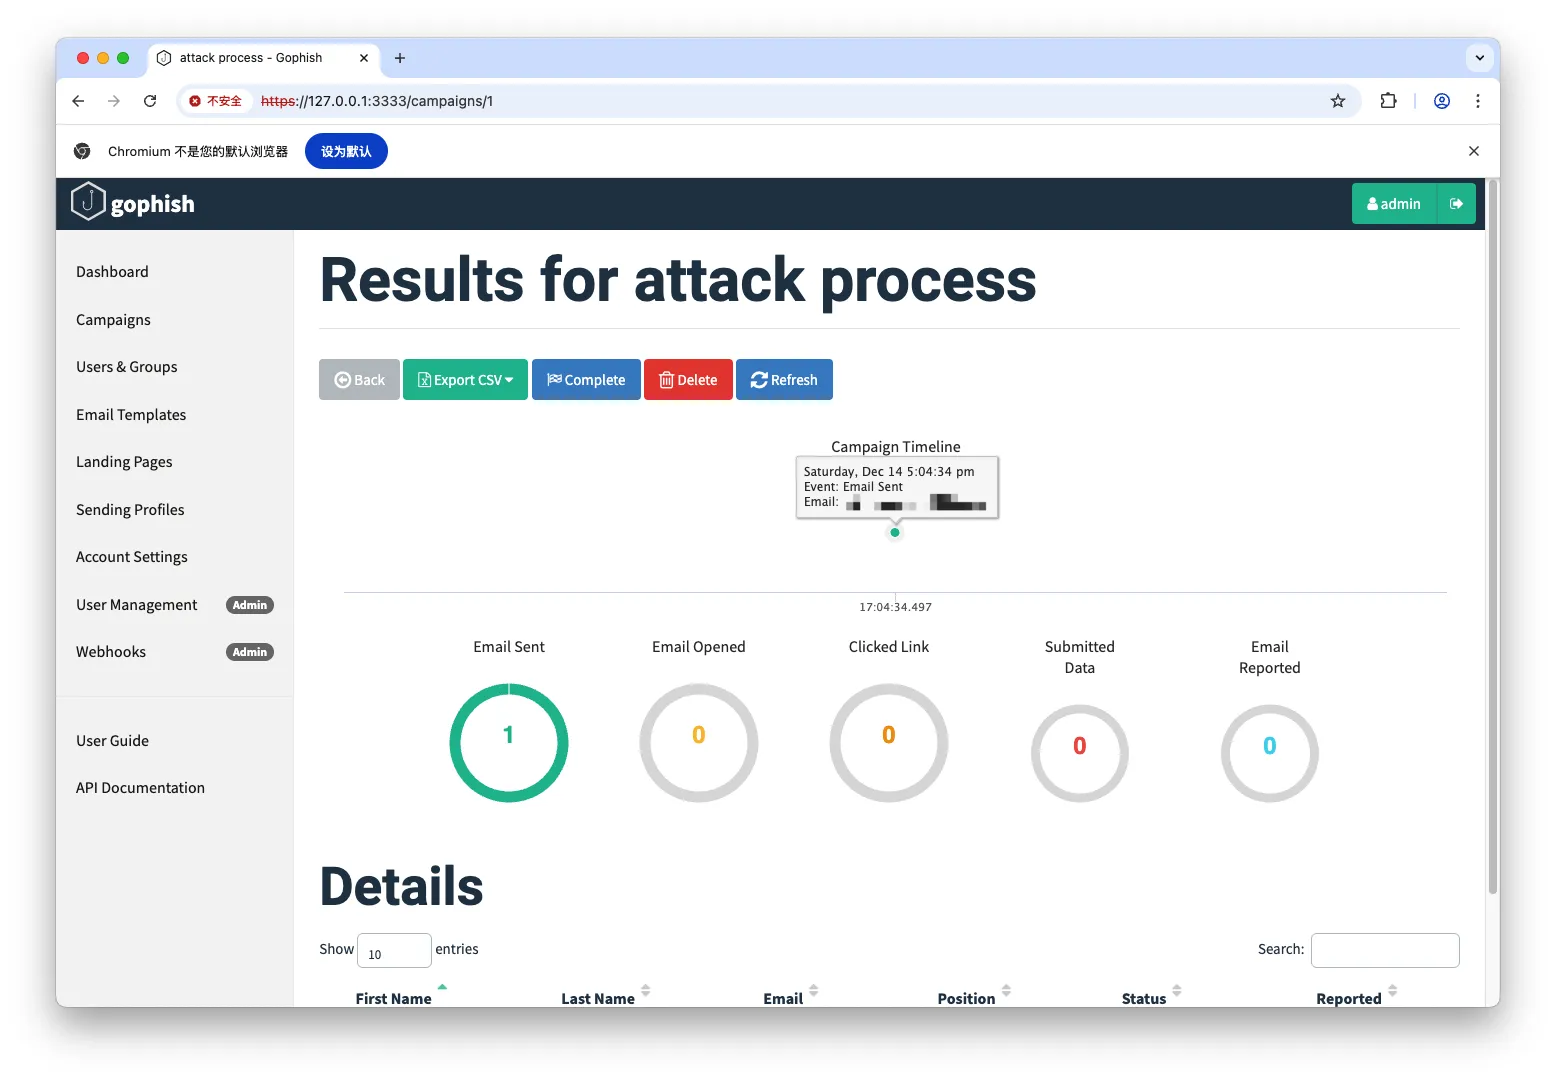 attack process - Gophish
不安全 https://127.0.0.1:3333/campaigns/1
Chromium 不是您的默认浏览器 设为默认
gophish
admin
Dashboard
Campaigns
Users & Groups
Email Templates
Landing Pages
Sending Profiles
Account Settings
User Management Admin
Webhooks Admin
User Guide
API Documentation
Results for attack process
Back Export CSV Complete Delete Refresh
Campaign Timeline
Saturday, Dec 14 5:04:34 pm
Event: Email Sent
Email:
17:04:34.497
Email Sent
1
Email Opened
0
Clicked Link
0
Submitted
Data
0
Email
Reported
0
Details
Show 10 entries
Search:
First Name Last Name Email Position Status Reported